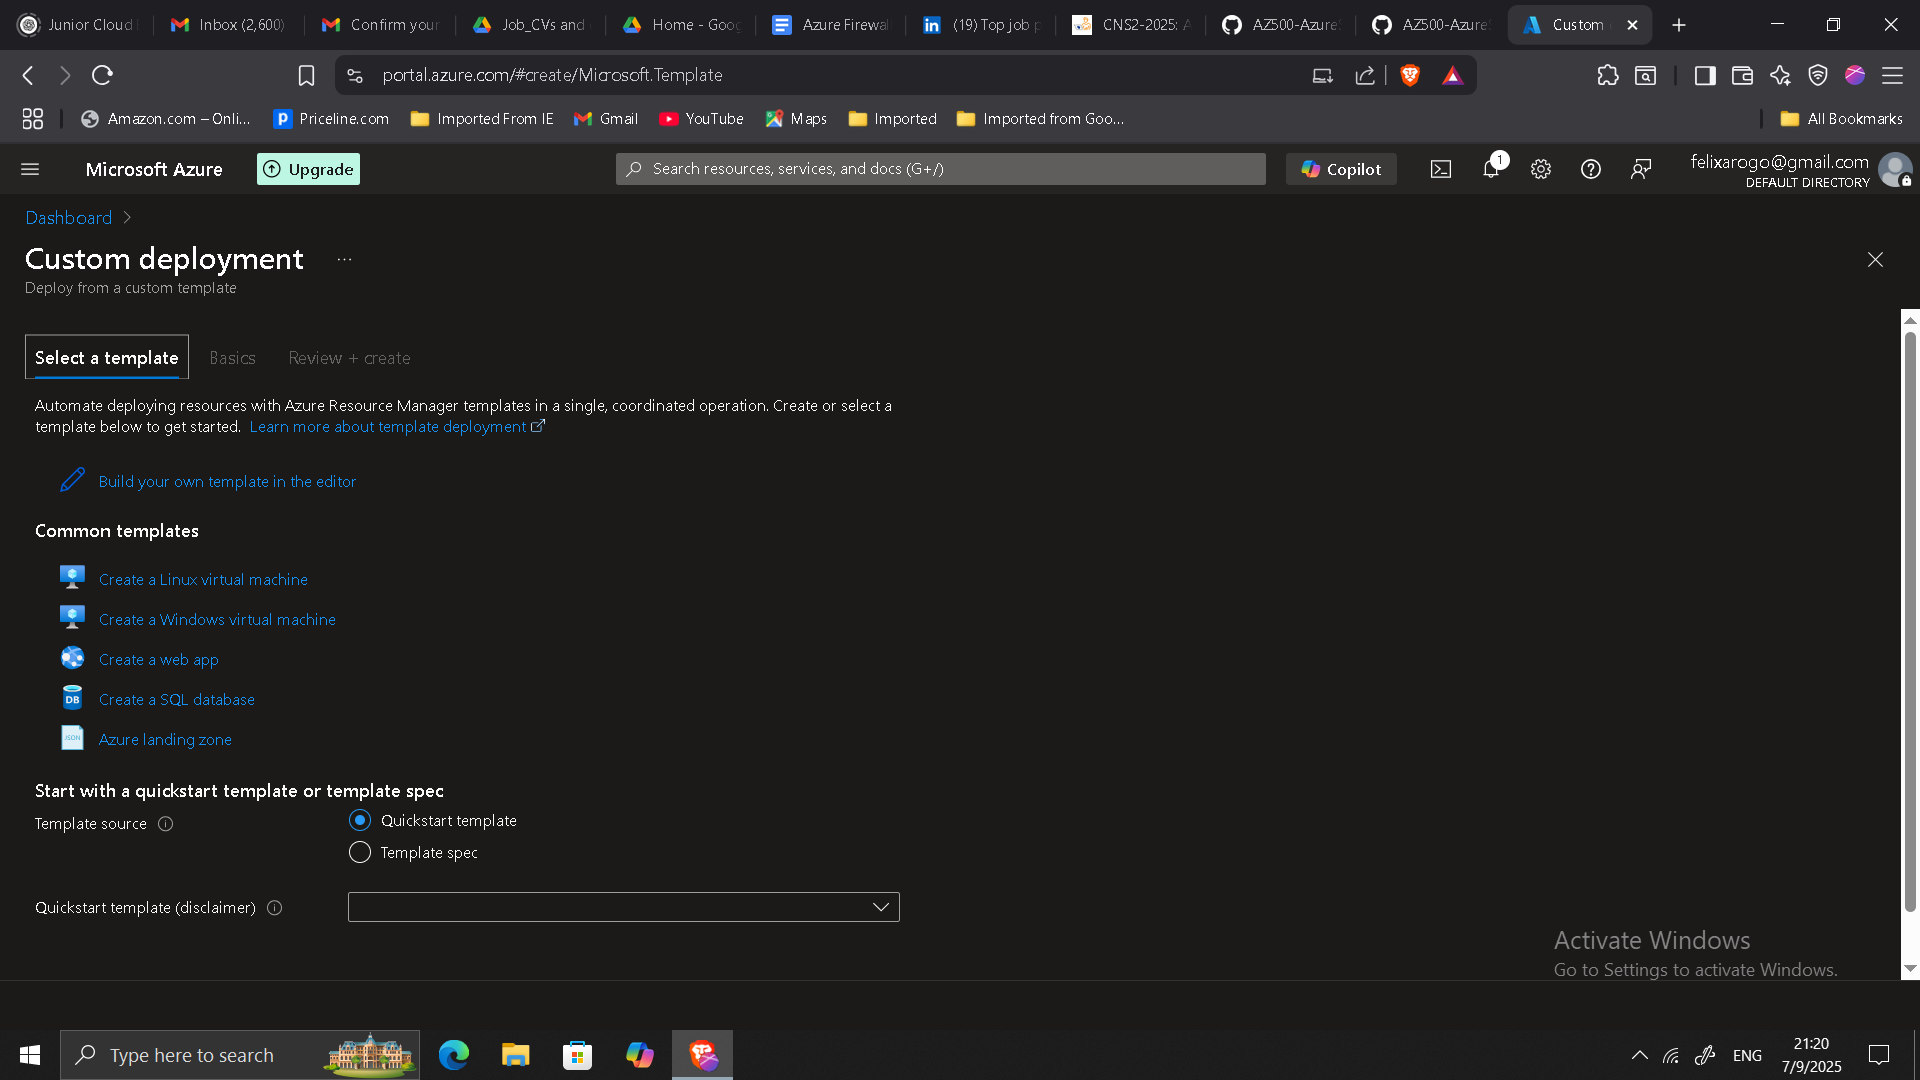 Junior Cloud
Inbox (2,600)
Confirm your
Job_CVs and
Home - Goog
Azure Firewal
(19) Top job p
CNS2-2025: A
AZ500-Azure
AZ500-Azure
Custom
portal.azure.com/#create/Microsoft.Template
Amazon.com – Onli...
Priceline.com
Imported From IE
Gmail
YouTube
Maps
Imported
Imported from Goo...
All Bookmarks
Microsoft Azure
Upgrade
Search resources, services, and docs (G+/)
Copilot
1
felixarogo@gmail.com
DEFAULT DIRECTORY
Dashboard
Custom deployment
...
Deploy from a custom template
Select a template
Basics
Review + create
Automate deploying resources with Azure Resource Manager templates in a single, coordinated operation. Create or select a
template below to get started. Learn more about template deployment
Build your own template in the editor
Common templates
Create a Linux virtual machine
Create a Windows virtual machine
Create a web app
DB
Create a SQL database
JSON
Azure landing zone
Start with a quickstart template or template spec
Template source
Quickstart template
Template spec
Quickstart template (disclaimer)
Activate Windows
Go to Settings to activate Windows.
Type here to search
ENG
21:20
7/9/2025